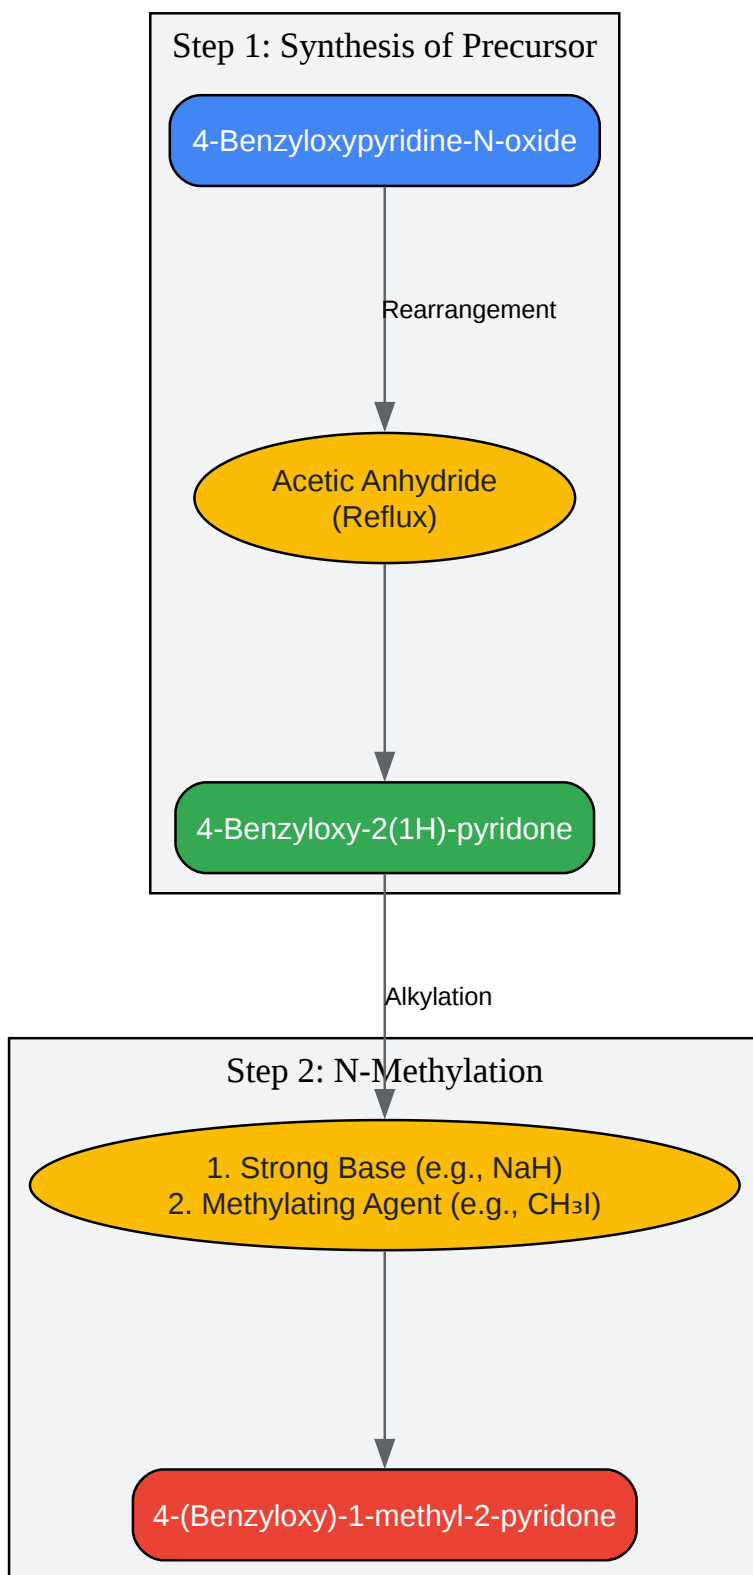 Step 1: Synthesis of Precursor
4-Benzyloxypyridine-N-oxide
Rearrangement
Acetic Anhydride
(Reflux)
4-Benzyloxy-2(1H)-pyridone
Alkylation
Step 2: N-Methylation
1. Strong Base (e.g., NaH)
2. Methylating Agent (e.g., CH₃I)
4-(Benzyloxy)-1-methyl-2-pyridone